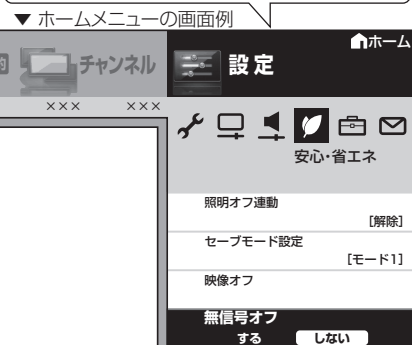 ▼ ホームメニューの画面例
ホーム
チャンネル
設定
××× ×××
安心・省エネ
照明オフ連動
［解除］
セーブモード設定
［モード1］
映像オフ
無信号オフ
する しない